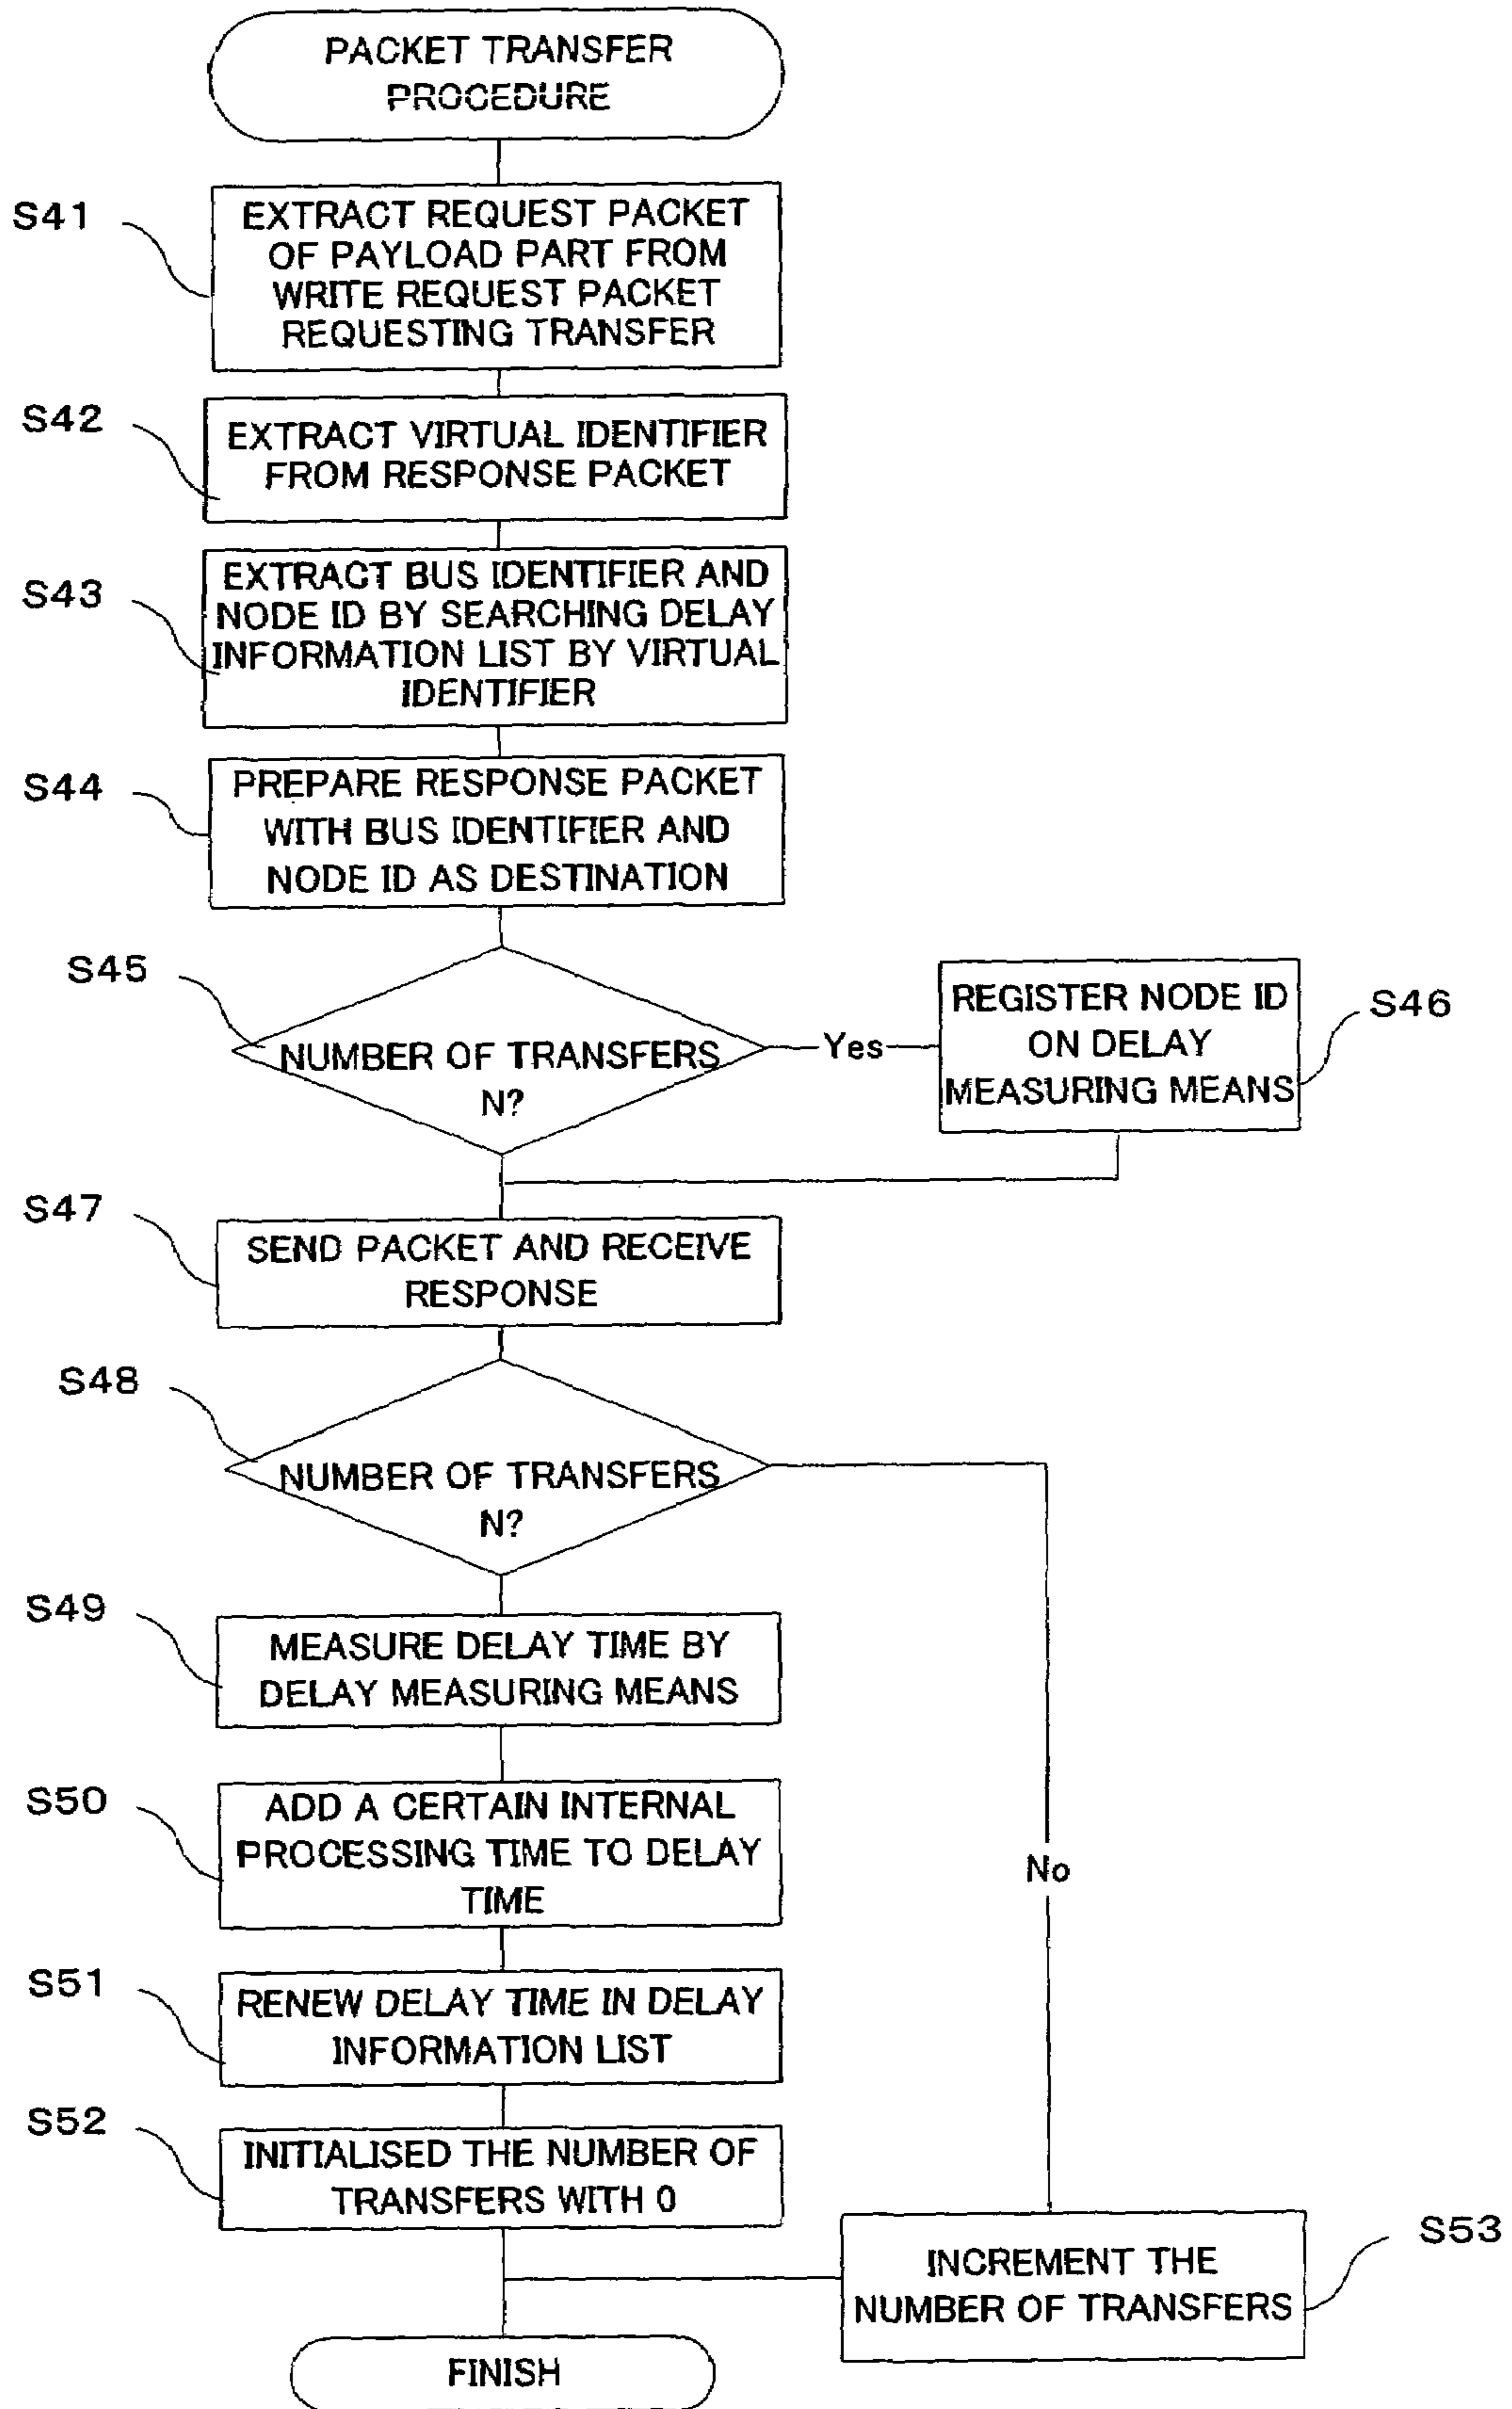 PACKET TRANSFER
PROCEDURE
S41
EXTRACT REQUEST PACKET
OF PAYLOAD PART FROM
WRITE REQUEST PACKET
REQUESTING TRANSFER
S42
EXTRACT VIRTUAL IDENTIFIER
FROM RESPONSE PACKET
S43
EXTRACT BUS IDENTIFIER AND
NODE ID BY SEARCHING DELAY
INFORMATION LIST BY VIRTUAL
IDENTIFIER
S44
PREPARE RESPONSE PACKET
WITH BUS IDENTIFIER AND
NODE ID AS DESTINATION
S45
NUMBER OF TRANSFERS
N?
Yes
REGISTER NODE ID
ON DELAY
MEASURING MEANS
S46
S47
SEND PACKET AND RECEIVE
RESPONSE
S48
NUMBER OF TRANSFERS
N?
S49
MEASURE DELAY TIME BY
DELAY MEASURING MEANS
S50
ADD A CERTAIN INTERNAL
PROCESSING TIME TO DELAY
TIME
No
S51
RENEW DELAY TIME IN DELAY
INFORMATION LIST
S52
INITIALISED THE NUMBER OF
TRANSFERS WITH 0
S53
INCREMENT THE
NUMBER OF TRANSFERS
FINISH